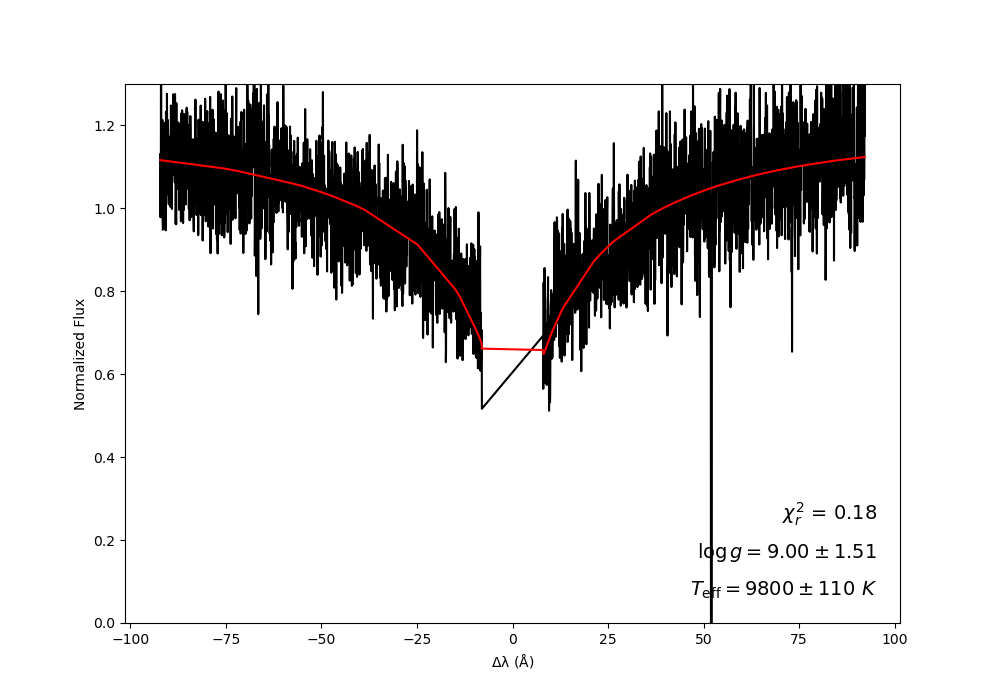 1.2
1.0
0.8
0.6
0.4
0.2
0.0
Normalized Flux
χ²ᵣ = 0.18
log g = 9.00 ± 1.51
T_eff = 9800 ± 110 K
−100 −75 −50 −25 0 25 50 75 100
Δλ (Å)